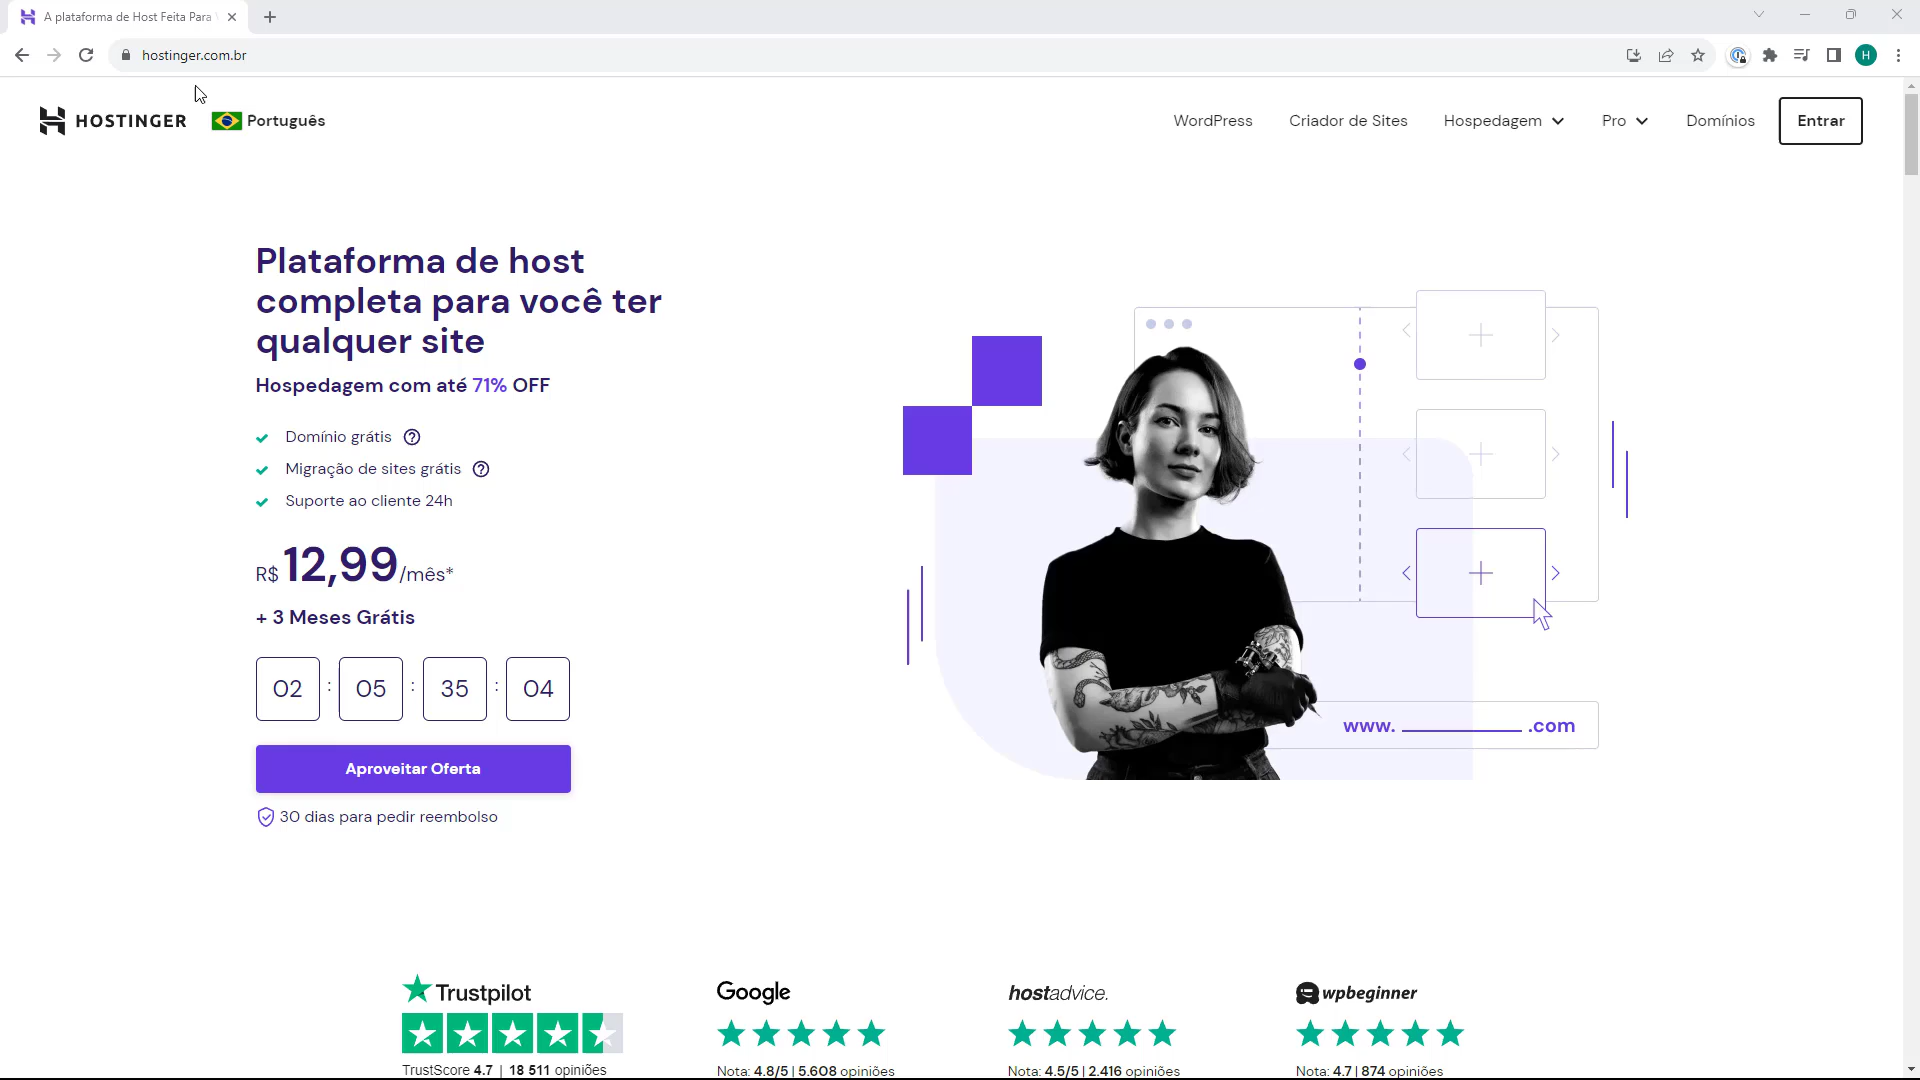 A plataforma de Host Feita Para
hostinger.com.br
H
HOSTINGER
Português
WordPress
Criador de Sites
Hospedagem
Pro
Domínios
Entrar
Plataforma de host
completa para você ter
qualquer site
Hospedagem com até 71% OFF
Domínio grátis
Migração de sites grátis
Suporte ao cliente 24h
R$ 12,99/mês*
+ 3 Meses Grátis
02 : 05 : 35 : 04
Aproveitar Oferta
30 dias para pedir reembolso
www. ________ .com
Trustpilot
TrustScore 4.7 | 18 511 opiniões
Google
Nota: 4.8/5 | 5.608 opiniões
hostadvice.
Nota: 4.5/5 | 2.416 opiniões
wpbeginner
Nota: 4.7 | 874 opiniões